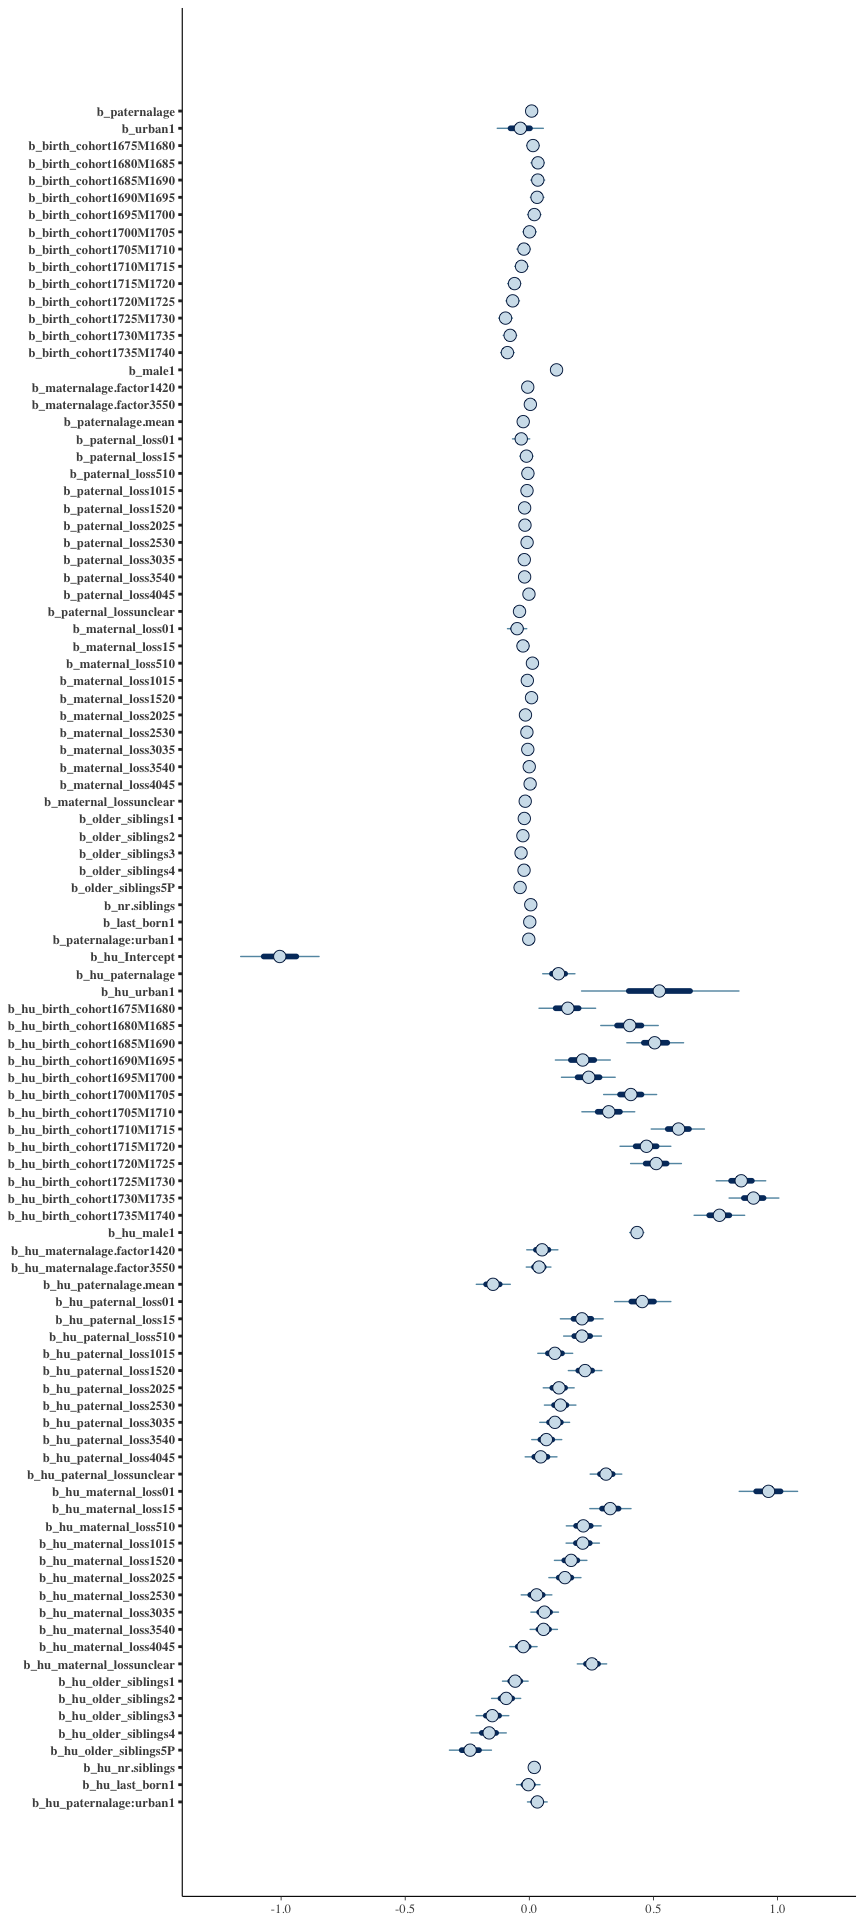 b_paternalage
b_urban1
b_birth_cohort1675M1680
b_birth_cohort1680M1685
b_birth_cohort1685M1690
b_birth_cohort1690M1695
b_birth_cohort1695M1700
b_birth_cohort1700M1705
b_birth_cohort1705M1710
b_birth_cohort1710M1715
b_birth_cohort1715M1720
b_birth_cohort1720M1725
b_birth_cohort1725M1730
b_birth_cohort1730M1735
b_birth_cohort1735M1740
b_male1
b_maternalage.factor1420
b_maternalage.factor3550
b_paternalage.mean
b_paternal_loss01
b_paternal_loss15
b_paternal_loss510
b_paternal_loss1015
b_paternal_loss1520
b_paternal_loss2025
b_paternal_loss2530
b_paternal_loss3035
b_paternal_loss3540
b_paternal_loss4045
b_paternal_lossunclear
b_maternal_loss01
b_maternal_loss15
b_maternal_loss510
b_maternal_loss1015
b_maternal_loss1520
b_maternal_loss2025
b_maternal_loss2530
b_maternal_loss3035
b_maternal_loss3540
b_maternal_loss4045
b_maternal_lossunclear
b_older_siblings1
b_older_siblings2
b_older_siblings3
b_older_siblings4
b_older_siblings5P
b_nr.siblings
b_last_born1
b_paternalage:urban1
b_hu_Intercept
b_hu_paternalage
b_hu_urban1
b_hu_birth_cohort1675M1680
b_hu_birth_cohort1680M1685
b_hu_birth_cohort1685M1690
b_hu_birth_cohort1690M1695
b_hu_birth_cohort1695M1700
b_hu_birth_cohort1700M1705
b_hu_birth_cohort1705M1710
b_hu_birth_cohort1710M1715
b_hu_birth_cohort1715M1720
b_hu_birth_cohort1720M1725
b_hu_birth_cohort1725M1730
b_hu_birth_cohort1730M1735
b_hu_birth_cohort1735M1740
b_hu_male1
b_hu_maternalage.factor1420
b_hu_maternalage.factor3550
b_hu_paternalage.mean
b_hu_paternal_loss01
b_hu_paternal_loss15
b_hu_paternal_loss510
b_hu_paternal_loss1015
b_hu_paternal_loss1520
b_hu_paternal_loss2025
b_hu_paternal_loss2530
b_hu_paternal_loss3035
b_hu_paternal_loss3540
b_hu_paternal_loss4045
b_hu_paternal_lossunclear
b_hu_maternal_loss01
b_hu_maternal_loss15
b_hu_maternal_loss510
b_hu_maternal_loss1015
b_hu_maternal_loss1520
b_hu_maternal_loss2025
b_hu_maternal_loss2530
b_hu_maternal_loss3035
b_hu_maternal_loss3540
b_hu_maternal_loss4045
b_hu_maternal_lossunclear
b_hu_older_siblings1
b_hu_older_siblings2
b_hu_older_siblings3
b_hu_older_siblings4
b_hu_older_siblings5P
b_hu_nr.siblings
b_hu_last_born1
b_hu_paternalage:urban1
-1.0 -0.5 0.0 0.5 1.0